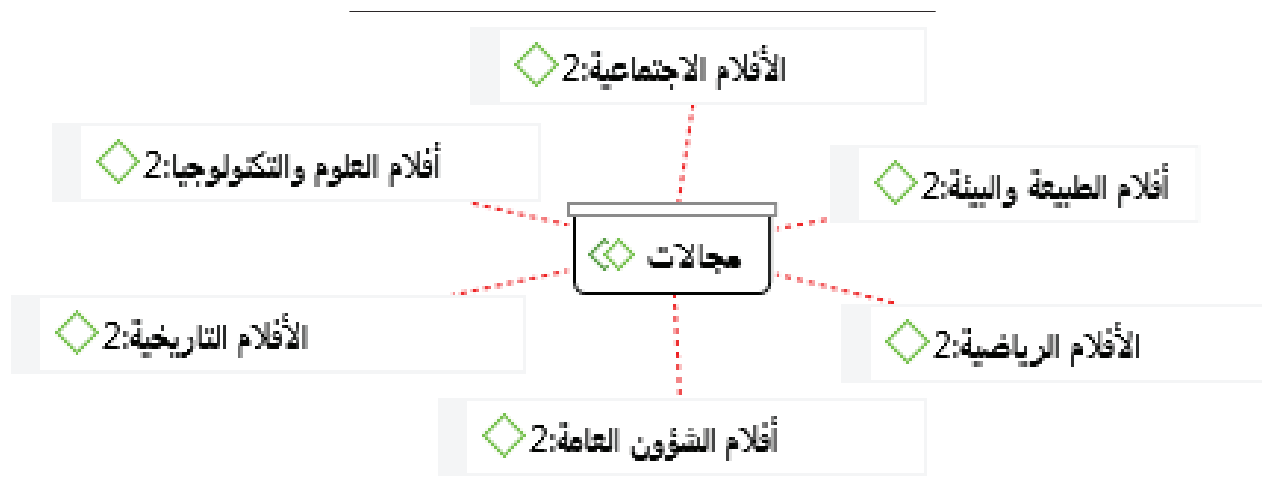 الأفلام الاجتماعية:2
أفلام العلوم والتكنولوجيا:2
أفلام الطبيعة والبيئة:2
مجالات
الأفلام التاريخية:2
الأفلام الرياضية:2
أفلام الشؤون العامة:2